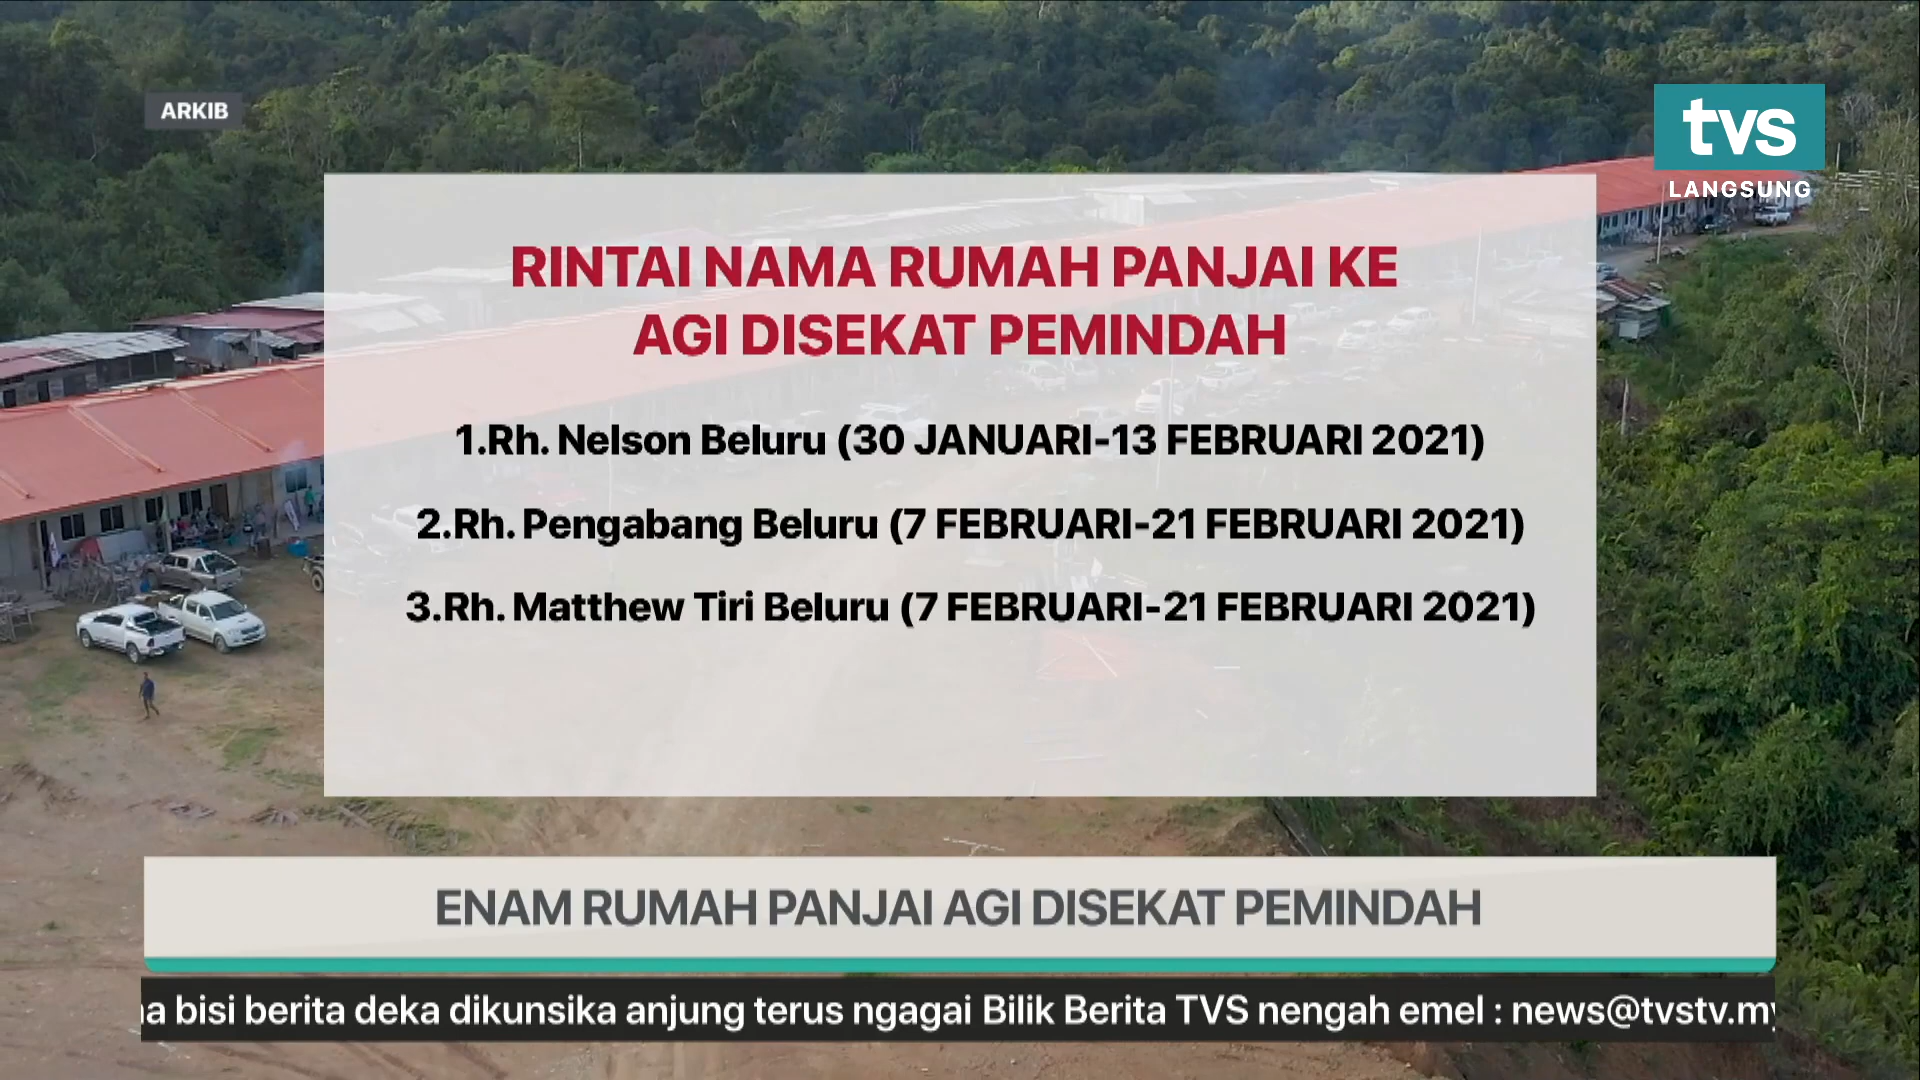 ARKIB
tvs
LANGSUNG
RINTAI NAMA RUMAH PANJAI KE
AGI DISEKAT PEMINDAH
1.Rh. Nelson Beluru (30 JANUARI-13 FEBRUARI 2021)
2.Rh. Pengabang Beluru (7 FEBRUARI-21 FEBRUARI 2021)
3.Rh. Matthew Tiri Beluru (7 FEBRUARI-21 FEBRUARI 2021)
ENAM RUMAH PANJAI AGI DISEKAT PEMINDAH
bisi berita deka dikunsika anjung terus ngagai Bilik Berita TVS nengah emel : news@tvstv.my